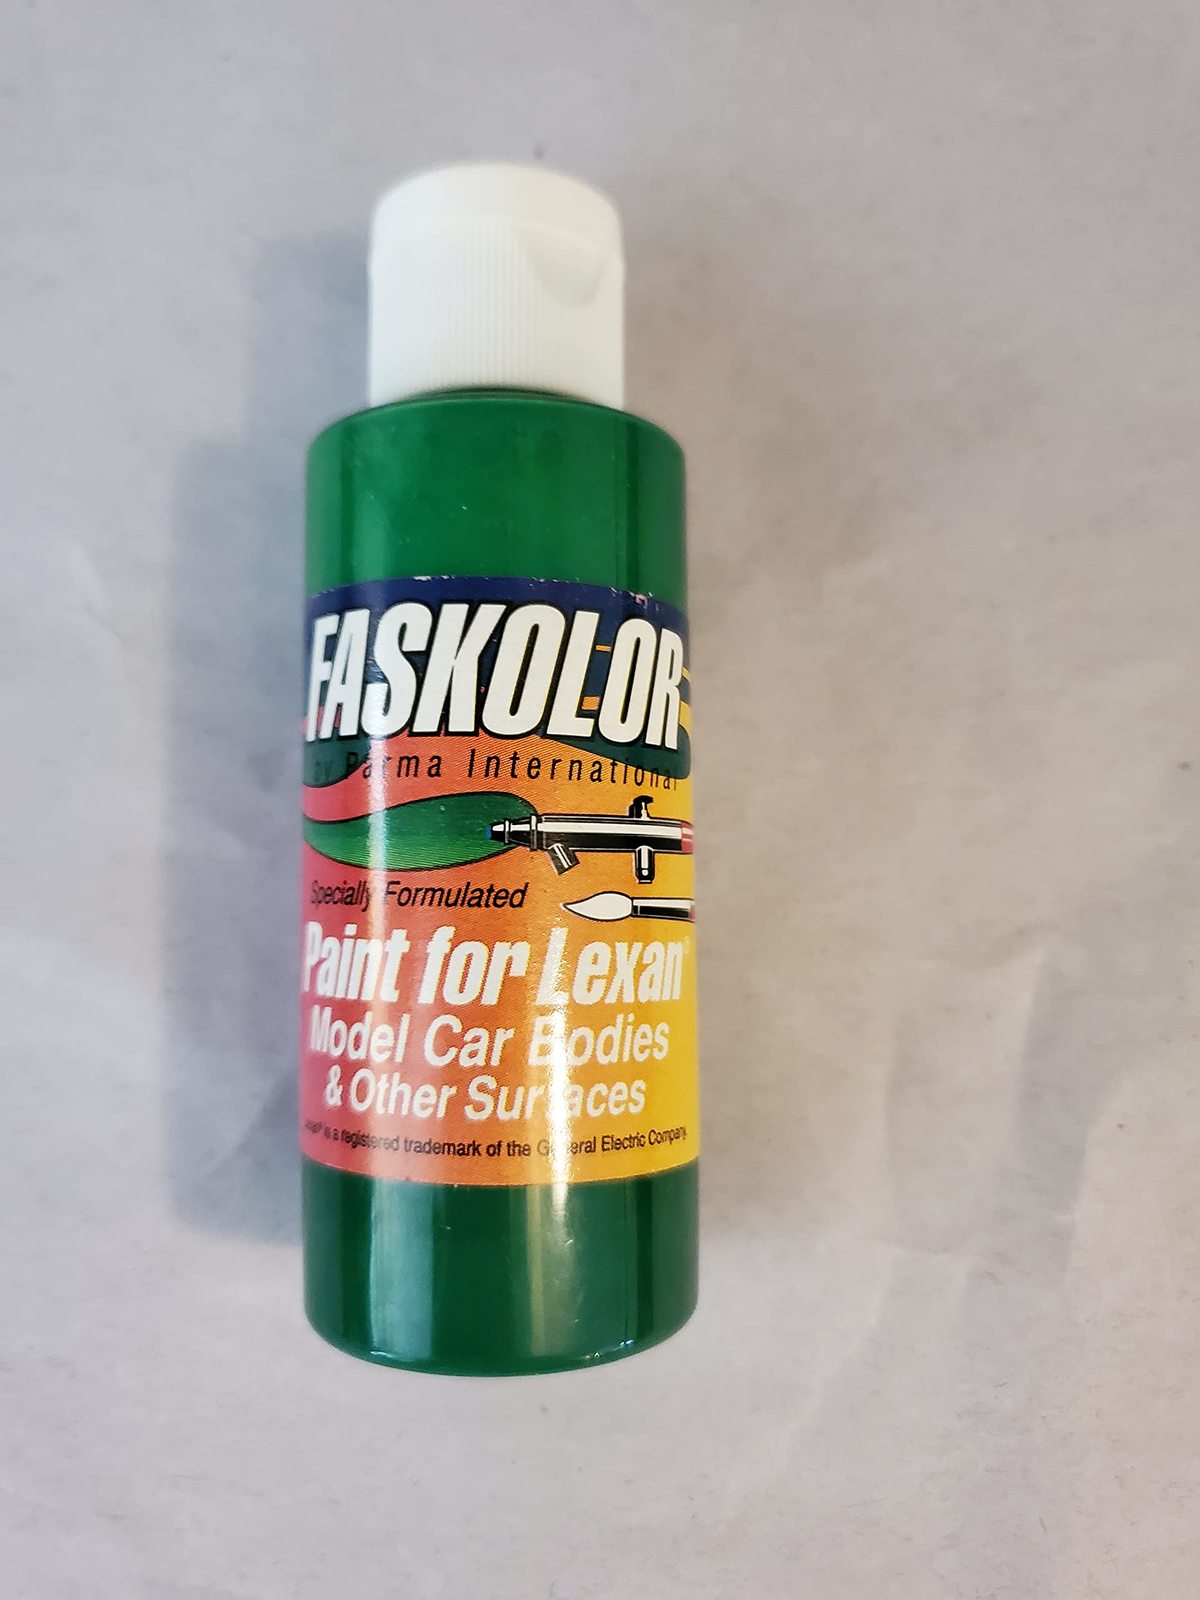 FASKOLOR
by Parma International
Specially Formulated
Paint for Lexan®
Model Car Bodies
& Other Surfaces
is a registered trademark of the General Electric Company.